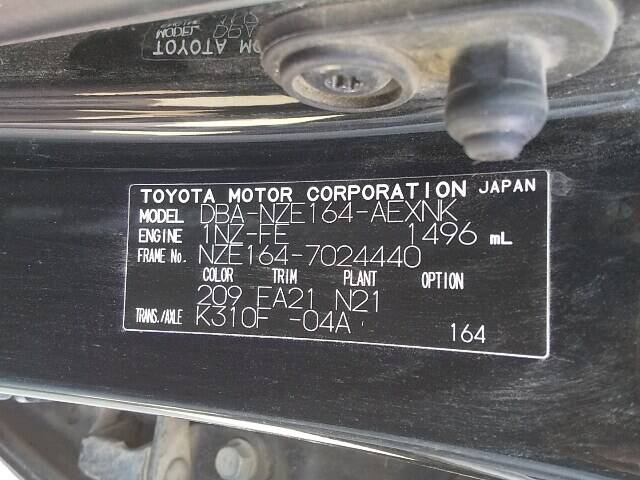 TOYOTA MOTOR CORPORATION JAPAN
MODEL DBA-NZE164-AEXNK
ENGINE 1NZ-FE 1496 mL
FRAME No. NZE164-7024440
COLOR TRIM PLANT OPTION
209 FA21 N21
TRANS./AXLE K310F -04A
164